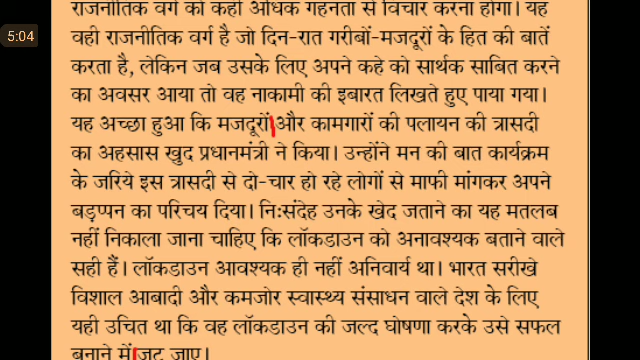 5:04
राजनीतिक वर्ग को कहीं अधिक गहनता से विचार करना होगा। यह
वही राजनीतिक वर्ग है जो दिन-रात गरीबों-मजदूरों के हित की बातें
करता है, लेकिन जब उसके लिए अपने कहे को सार्थक साबित करने
का अवसर आया तो वह नाकामी की इबारत लिखते हुए पाया गया।
यह अच्छा हुआ कि मजदूरों और कामगारों की पलायन की त्रासदी
का अहसास खुद प्रधानमंत्री ने किया। उन्होंने मन की बात कार्यक्रम
के जरिये इस त्रासदी से दो-चार हो रहे लोगों से माफी मांगकर अपने
बड़प्पन का परिचय दिया। निःसंदेह उनके खेद जताने का यह मतलब
नहीं निकाला जाना चाहिए कि लॉकडाउन को अनावश्यक बताने वाले
सही हैं। लॉकडाउन आवश्यक ही नहीं अनिवार्य था। भारत सरीखे
विशाल आबादी और कमजोर स्वास्थ्य संसाधन वाले देश के लिए
यही उचित था कि वह लॉकडाउन की जल्द घोषणा करके उसे सफल
बनाने में जुट जाए।